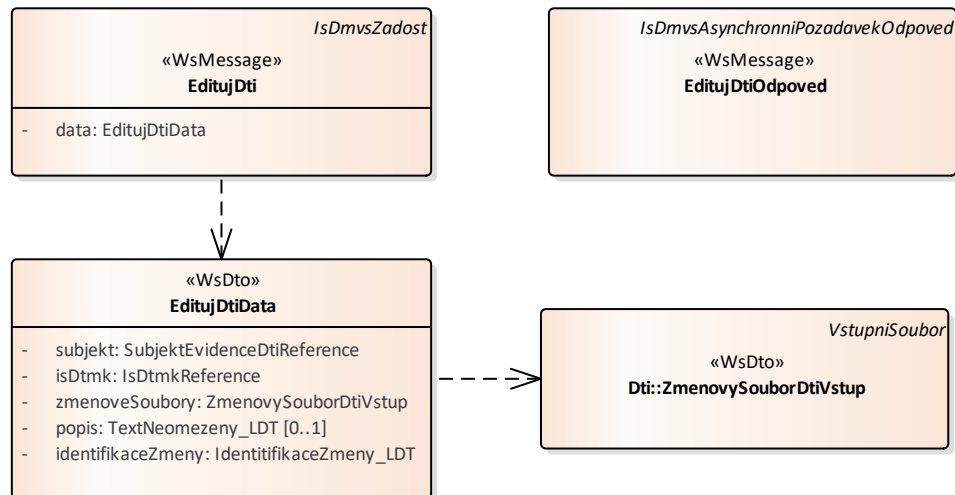 IsDmvsZadost
«WsMessage»
EditujDti
- data: EditujDtiData
IsDmvsAsynchronniPozadavekOdpoved
«WsMessage»
EditujDtiOdpoved
«WsDto»
EditujDtiData
- subjekt: SubjektEvidenceDtiReference
- isDtmk: IsDtmkReference
- zmenoveSoubory: ZmenovySouborDtiVstup
- popis: TextNeomezeny_LDT [0..1]
- identifikaceZmeny: IdentitifikaceZmeny_LDT
VstupniSoubor
«WsDto»
Dti::ZmenovySouborDtiVstup